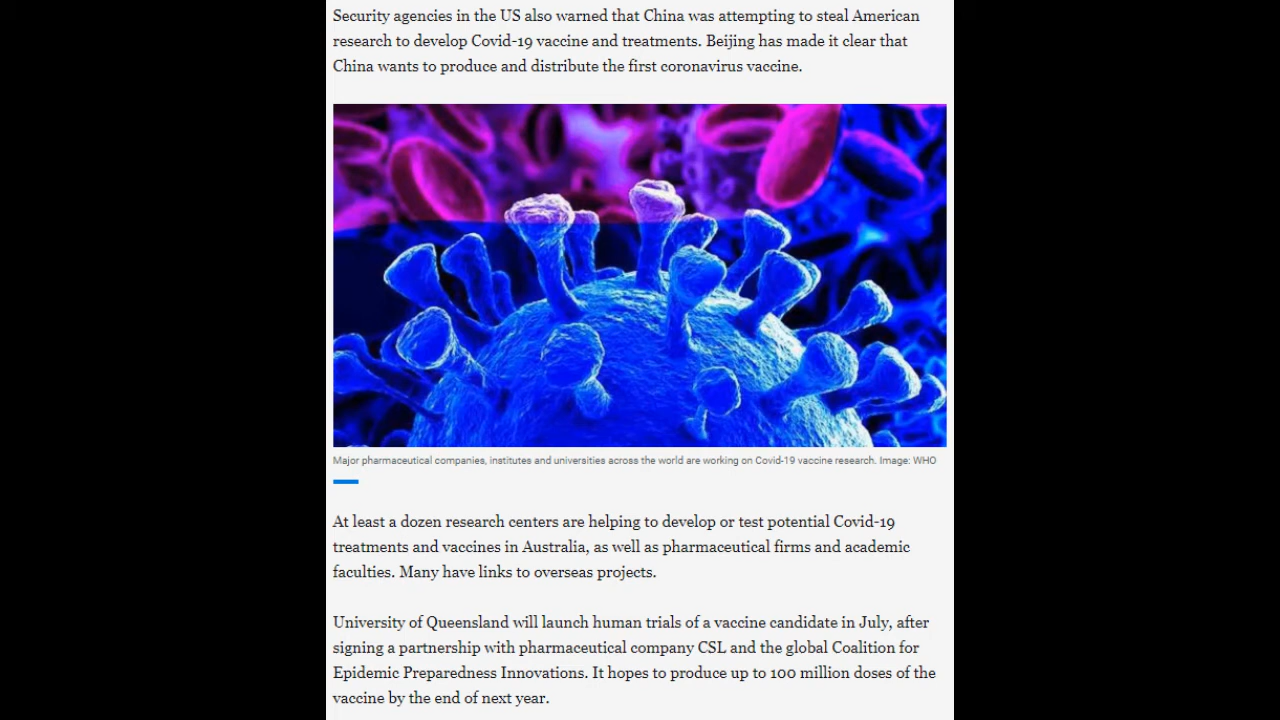 Security agencies in the US also warned that China was attempting to steal American
research to develop Covid-19 vaccine and treatments. Beijing has made it clear that
China wants to produce and distribute the first coronavirus vaccine.
Major pharmaceutical companies, institutes and universities across the world are working on Covid-19 vaccine research. Image: WHO
At least a dozen research centers are helping to develop or test potential Covid-19
treatments and vaccines in Australia, as well as pharmaceutical firms and academic
faculties. Many have links to overseas projects.
University of Queensland will launch human trials of a vaccine candidate in July, after
signing a partnership with pharmaceutical company CSL and the global Coalition for
Epidemic Preparedness Innovations. It hopes to produce up to 100 million doses of the
vaccine by the end of next year.